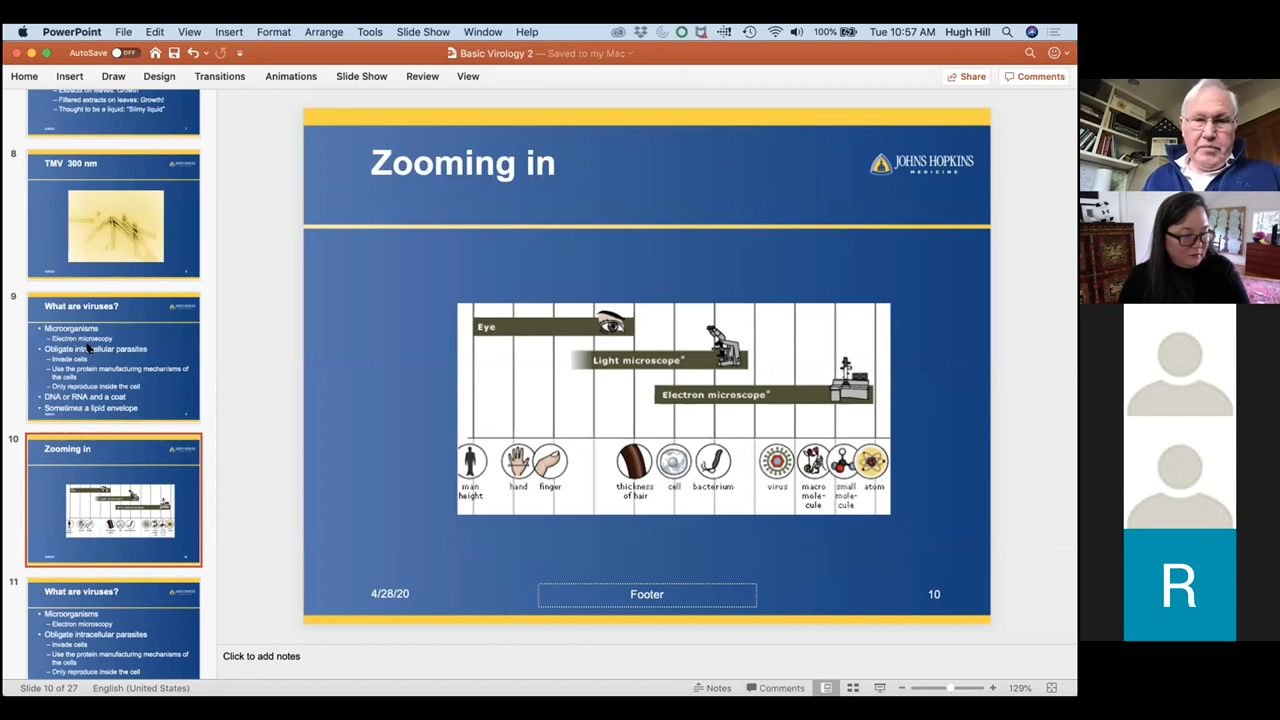 PowerPoint File Edit View Insert Format Arrange Tools Slide Show Window Help 100% Tue 10:57 AM Hugh Hill
AutoSave OFF Basic Virology 2 — Saved to my Mac
Home Insert Draw Design Transitions Animations Slide Show Review View Share Comments
– Extracts on leaves: Growth
– Filtered extracts on leaves: Growth!
– Thought to be a liquid: "Slimy liquid"
8
TMV 300 nm
9
What are viruses?
• Microorganisms
– Electron microscopy
• Obligate intracellular parasites
– Invade cells
– Use the protein manufacturing mechanisms of
the cells
– Only reproduce inside the cell
• DNA or RNA and a coat
• Sometimes a lipid envelope
10
Zooming in
11
What are viruses?
• Microorganisms
– Electron microscopy
• Obligate intracellular parasites
– Invade cells
– Use the protein manufacturing mechanisms of
the cells
– Only reproduce inside the cell
Zooming in
JOHNS HOPKINS
MEDICINE
Eye
Light microscope*
Electron microscope*
man height
hand
finger
thickness of hair
cell
bacterium
virus
macro mole- cule
small mole- cule
atom
4/28/20
Footer
10
Click to add notes
Slide 10 of 27 English (United States) Notes Comments 129%
R